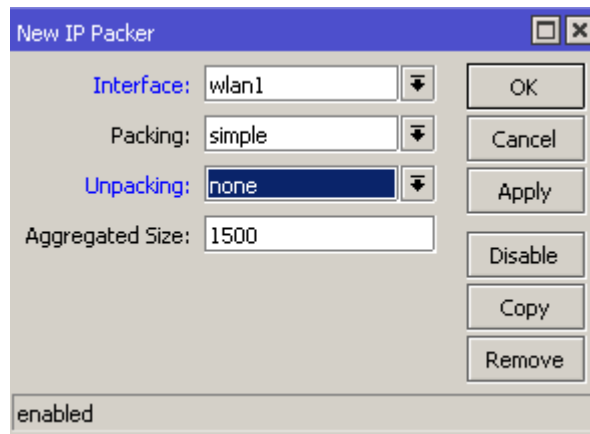 New IP Packer
Interface: wlan1
OK
Packing: simple
Cancel
Unpacking: none
Apply
Aggregated Size: 1500
Disable
Copy
Remove
enabled